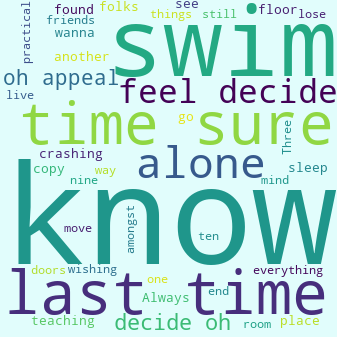 practical
found
folks
see
floor
friends
things
still
lose
wanna
swim
another
oh appeal
live
feel decide
time sure
go
Three
crashing
alone
copy
way
sleep
nine
mind
know
amongst
move
ten
doors
wishing
everything
last time
one
Always
end
teaching
decide oh
room
place